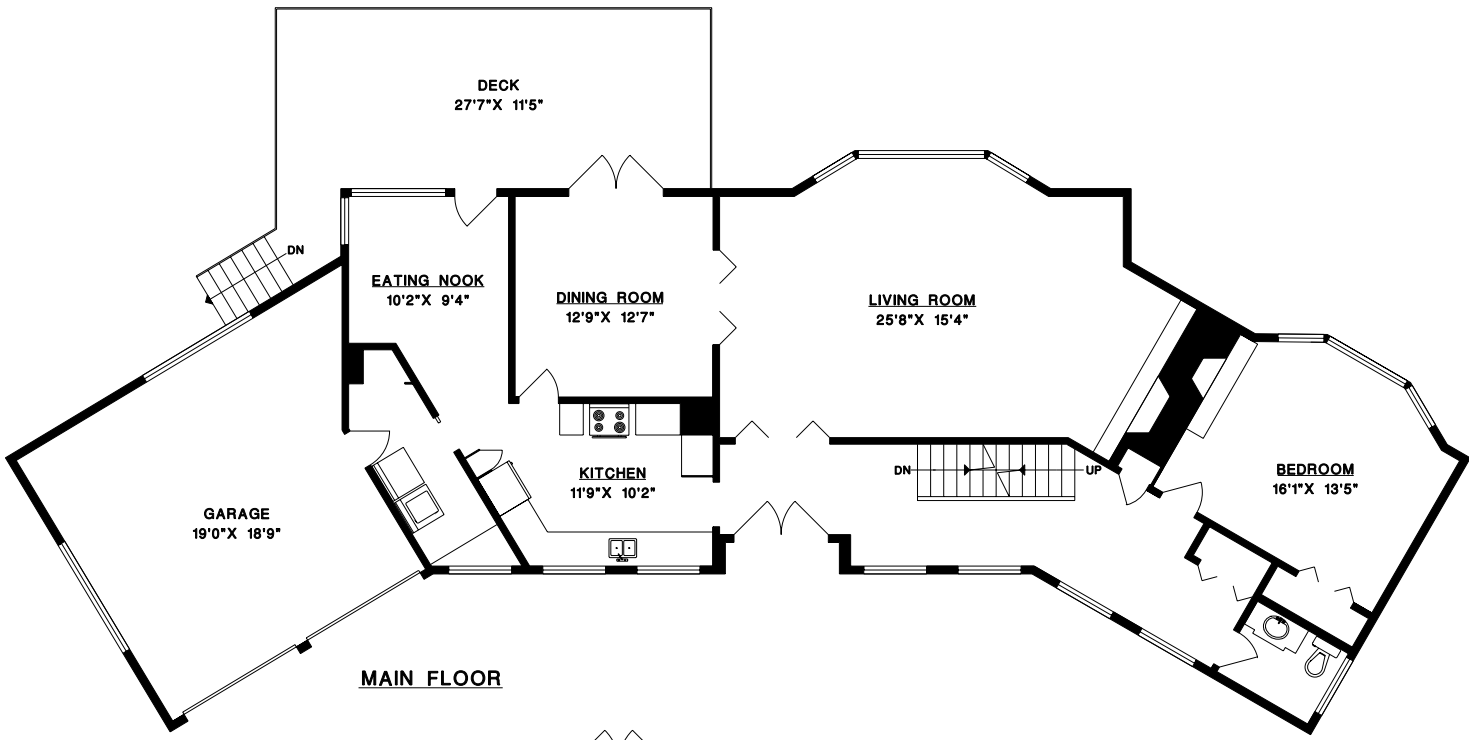 DECK
27'7"X 11'5"
DN
EATING NOOK
10'2"X 9'4"
DINING ROOM
12'9"X 12'7"
LIVING ROOM
25'8"X 15'4"
KITCHEN
11'9"X 10'2"
DN
UP
BEDROOM
16'1"X 13'5"
GARAGE
19'0"X 18'9"
MAIN FLOOR